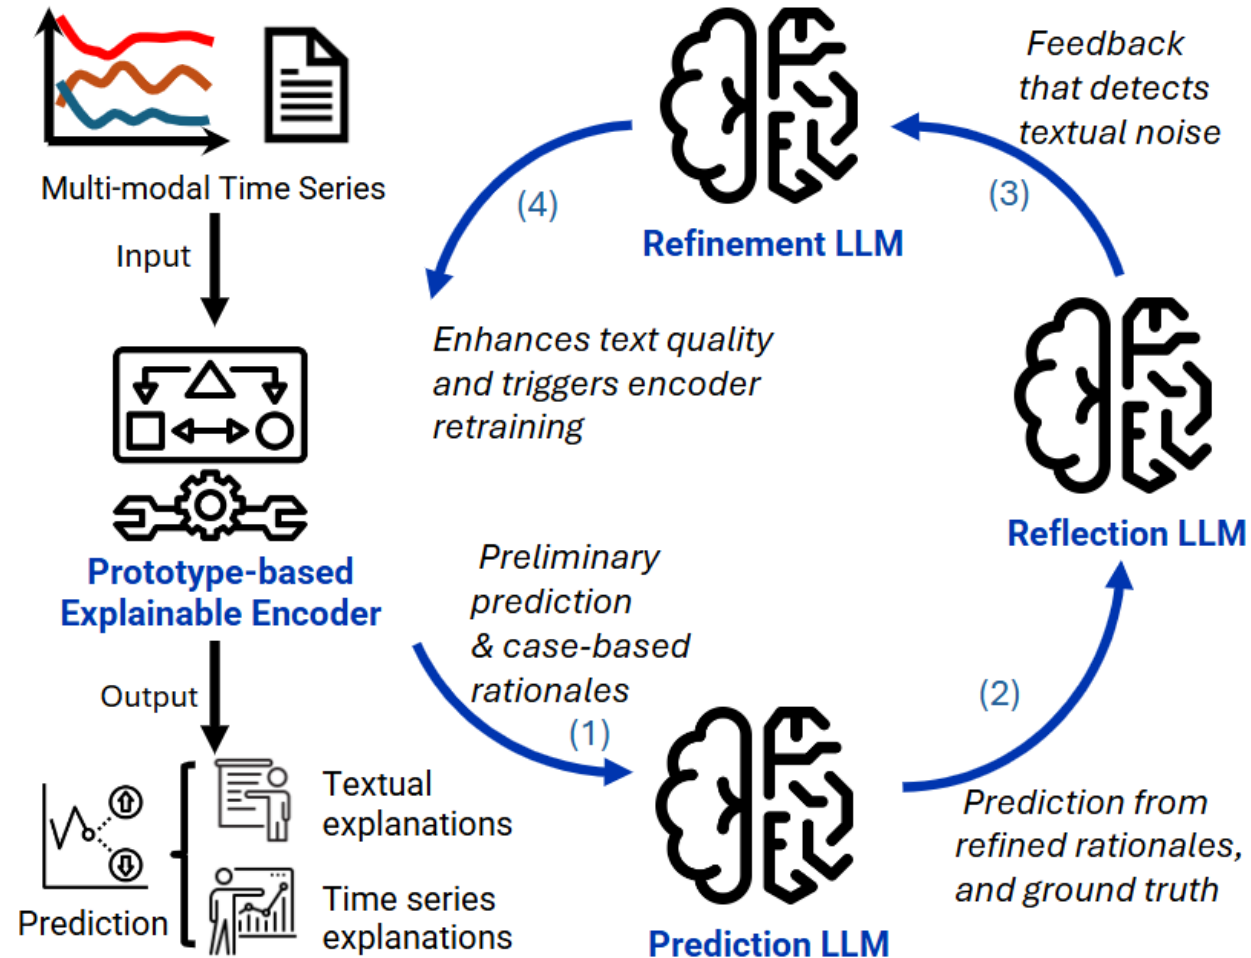 Multi-modal Time Series
Input
Prototype-based
Explainable Encoder
Output
Prediction
Textual
explanations
Time series
explanations
Preliminary
prediction
& case-based
rationales
(1)
Prediction LLM
(2)
Prediction from
refined rationales,
and ground truth
Reflection LLM
Feedback
that detects
textual noise
(3)
Refinement LLM
(4)
Enhances text quality
and triggers encoder
retraining